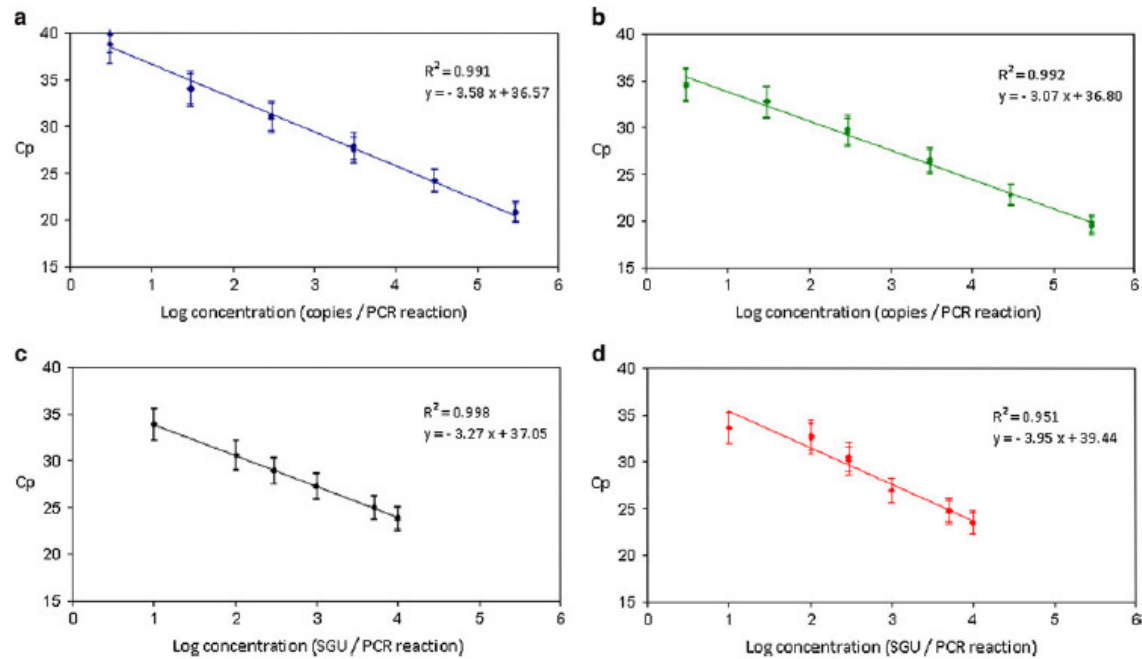 a
40
35
30
25
20
15
Cp
R² = 0.991
y = - 3.58 x + 36.57
0 1 2 3 4 5 6
Log concentration (copies / PCR reaction)
b
40
35
30
25
20
15
Cp
R² = 0.992
y = - 3.07 x + 36.80
0 1 2 3 4 5 6
Log concentration (copies / PCR reaction)
c
40
35
30
25
20
15
Cp
R² = 0.998
y = - 3.27 x + 37.05
0 1 2 3 4 5 6
Log concentration (SGU / PCR reaction)
d
40
35
30
25
20
15
Cp
R² = 0.951
y = - 3.95 x + 39.44
0 1 2 3 4 5 6
Log concentration (SGU / PCR reaction)